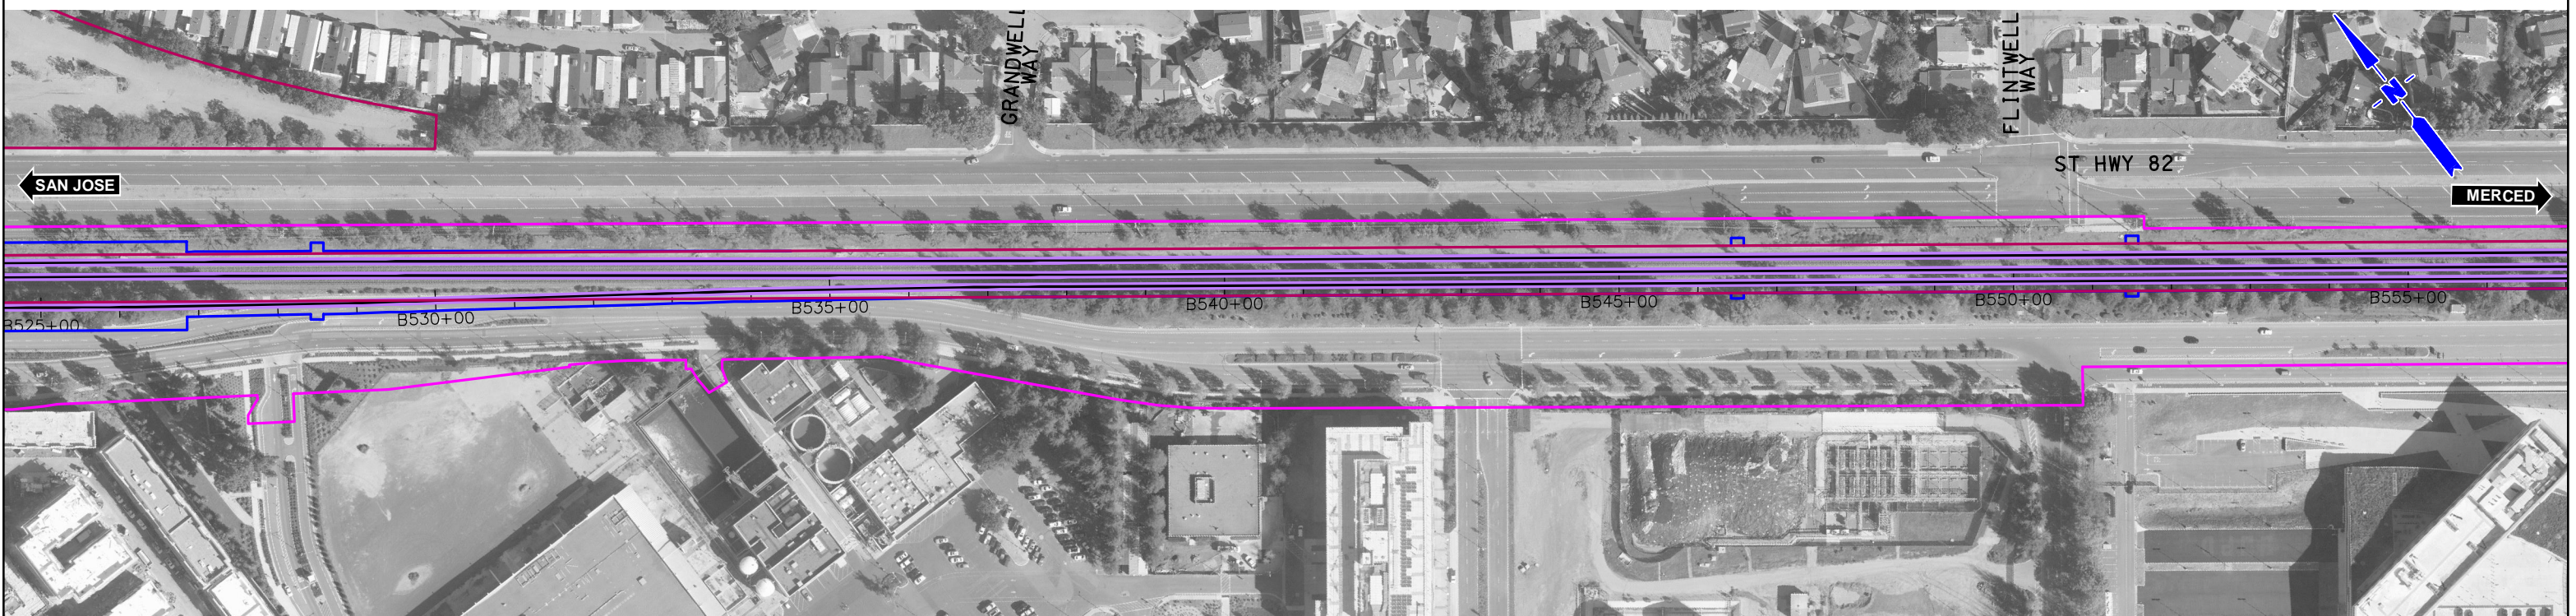 GRANDWELL
WAY
FLINTWELL
WAY
N
ST HWY 82
SAN JOSE
MERCED
B525+00
B530+00
B535+00
B540+00
B545+00
B550+00
B555+00